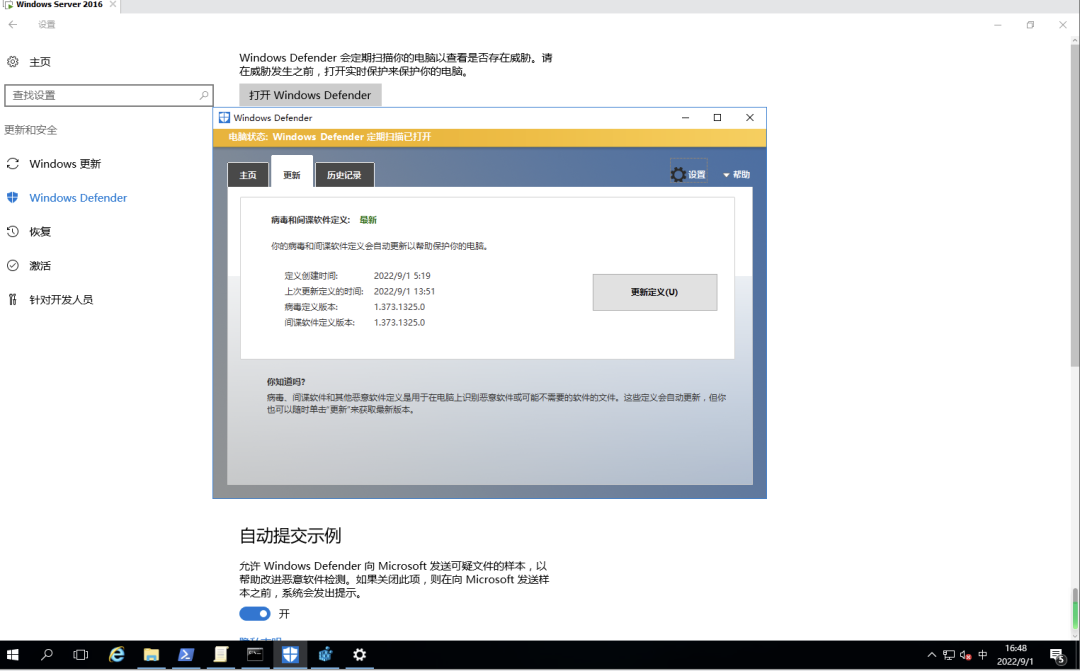 Windows Server 2016
设置
主页
查找设置
更新和安全
Windows 更新
Windows Defender
恢复
激活
针对开发人员
Windows Defender 会定期扫描你的电脑以查看是否存在威胁。请
在威胁发生之前，打开实时保护来保护你的电脑。
打开 Windows Defender
Windows Defender
电脑状态: Windows Defender 定期扫描已打开
主页
更新
历史记录
设置
帮助
病毒和间谍软件定义: 最新
你的病毒和间谍软件定义会自动更新以帮助保护你的电脑。
定义创建时间: 2022/9/1 5:19
上次更新定义的时间: 2022/9/1 13:51
病毒定义版本: 1.373.1325.0
间谍软件定义版本: 1.373.1325.0
更新定义(U)
你知道吗?
病毒、间谍软件和其他恶意软件定义是用于在电脑上识别恶意软件或可能不需要的软件的文件。这些定义会自动更新，但你
也可以随时单击"更新"来获取最新版本。
自动提交示例
允许 Windows Defender 向 Microsoft 发送可疑文件的样本，以
帮助改进恶意软件检测。如果关闭此项，则在向 Microsoft 发送样
本之前，系统会发出提示。
开
中
16:48
2022/9/1
5